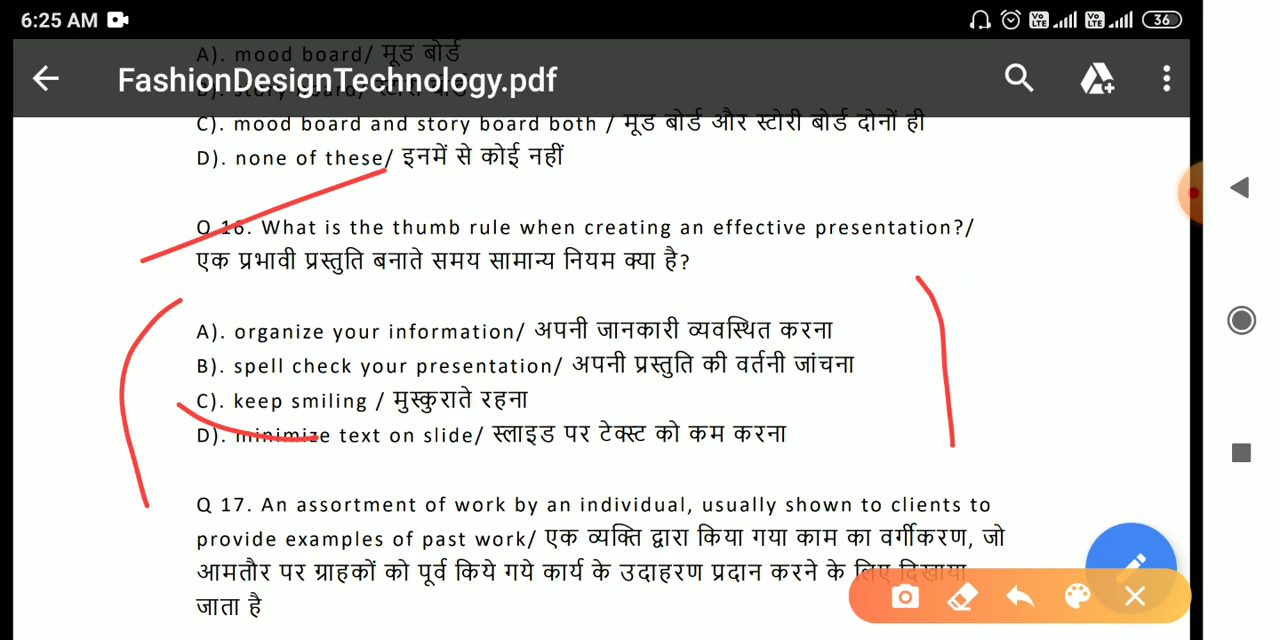 6:25 AM
36
A). mood board/ मूड बोर्ड
FashionDesignTechnology.pdf
C). mood board and story board both / मूड बोर्ड और स्टोरी बोर्ड दोनों ही
D). none of these/ इनमें से कोई नहीं
Q 16. What is the thumb rule when creating an effective presentation?/
एक प्रभावी प्रस्तुति बनाते समय सामान्य नियम क्या है?
A). organize your information/ अपनी जानकारी व्यवस्थित करना
B). spell check your presentation/ अपनी प्रस्तुति की वर्तनी जांचना
C). keep smiling / मुस्कुराते रहना
D). minimize text on slide/ स्लाइड पर टेक्स्ट को कम करना
Q 17. An assortment of work by an individual, usually shown to clients to
provide examples of past work/ एक व्यक्ति द्वारा किया गया काम का वर्गीकरण, जो
आमतौर पर ग्राहकों को पूर्व किये गये कार्य के उदाहरण प्रदान करने के लिए दिखाया
जाता है